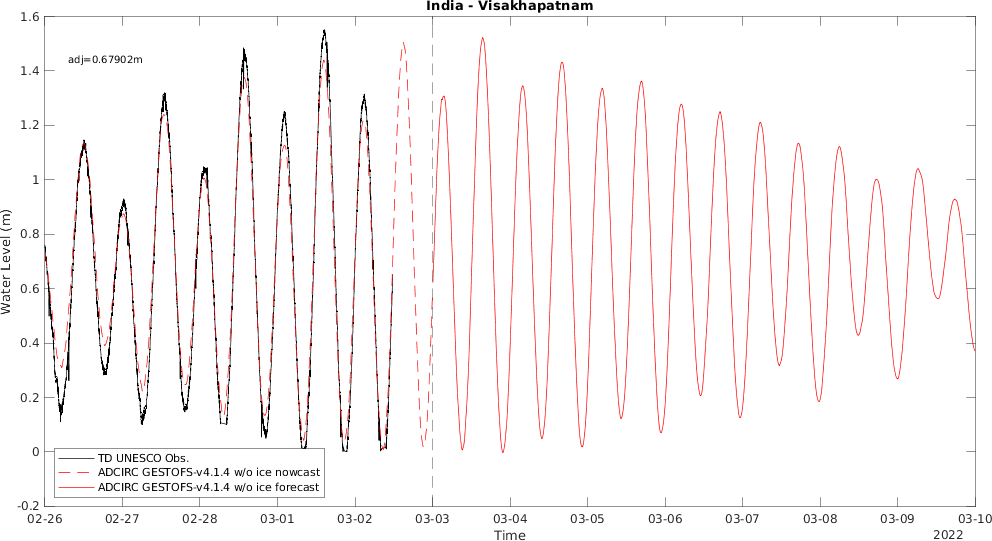 India - Visakhapatnam
1.6
1.4
1.2
1
0.8
0.6
0.4
0.2
0
-0.2
Water Level (m)
adj=0.67902m
TD UNESCO Obs.
ADCIRC GESTOFS-v4.1.4 w/o ice nowcast
ADCIRC GESTOFS-v4.1.4 w/o ice forecast
02-26 02-27 02-28 03-01 03-02 03-03 03-04 03-05 03-06 03-07 03-08 03-09 03-10
Time
2022